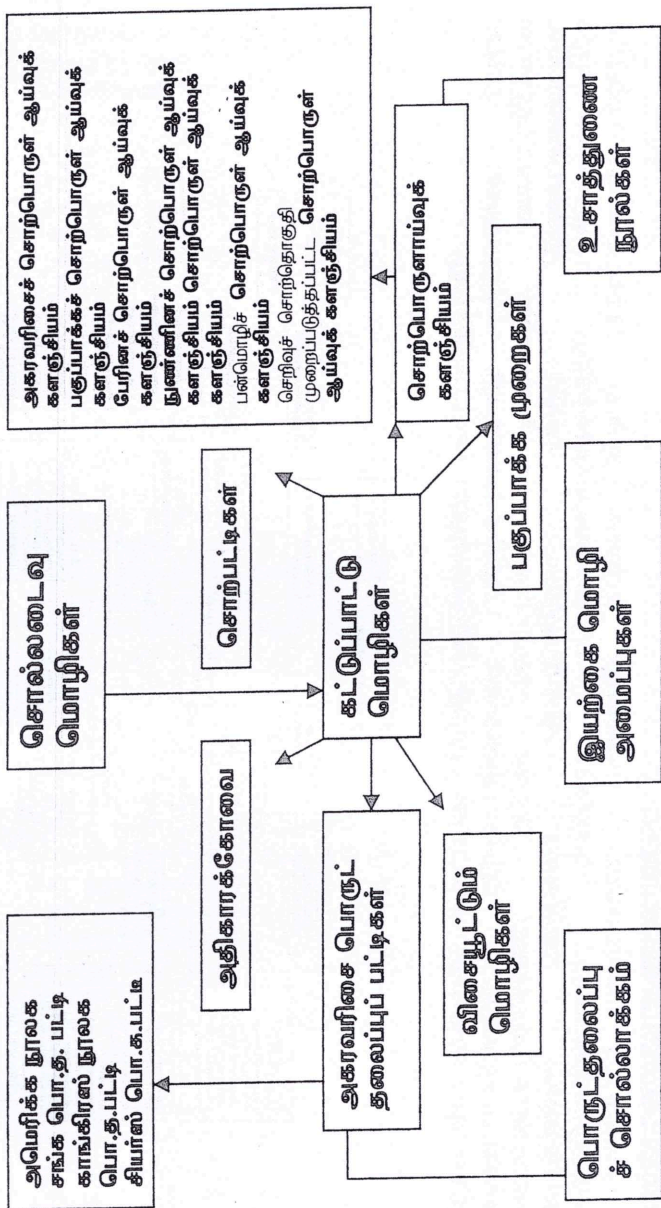 அமெரிக்க நூலக
சங்க பொ.த. பட்டி
காங்கிரஸ் நூலக
பொ.த.பட்டி
சியர்ஸ் பொ.த.பட்டி
சொல்லடைவு
மொழிகள்
அகரவரிசைச் சொற்பொருள் ஆய்வுக்
களஞ்சியம்
பகுப்பாக்கச் சொற்பொருள் ஆய்வுக்
களஞ்சியம்
பேரினச் சொற்பொருள் ஆய்வுக்
களஞ்சியம்
நுண்ணினச் சொற்பொருள் ஆய்வுக்
களஞ்சியம் சொற்பொருள் ஆய்வுக்
களஞ்சியம்
பன்மொழிச் சொற்பொருள் ஆய்வுக்
களஞ்சியம்
செறிவுச் சொற்தொகுதி
முறைப்படுத்தப்பட்ட சொற்பொருள்
ஆய்வுக் களஞ்சியம்
அதிகாரக்கோவை
சொற்பட்டிகள்
அகரவரிசை பொருட்
தலைப்புப் பட்டிகள்
கட்டுப்பாட்டு
மொழிகள்
சொற்பொருளாய்வுக்
களஞ்சியம்
விசையூட்டும்
மொழிகள்
பகுப்பாக்க முறைகள்
பொருட்தலைப்பு
ச் சொல்லாக்கம்
இயற்கை மொழி
அமைப்புகள்
உசாத்துணை
நூல்கள்